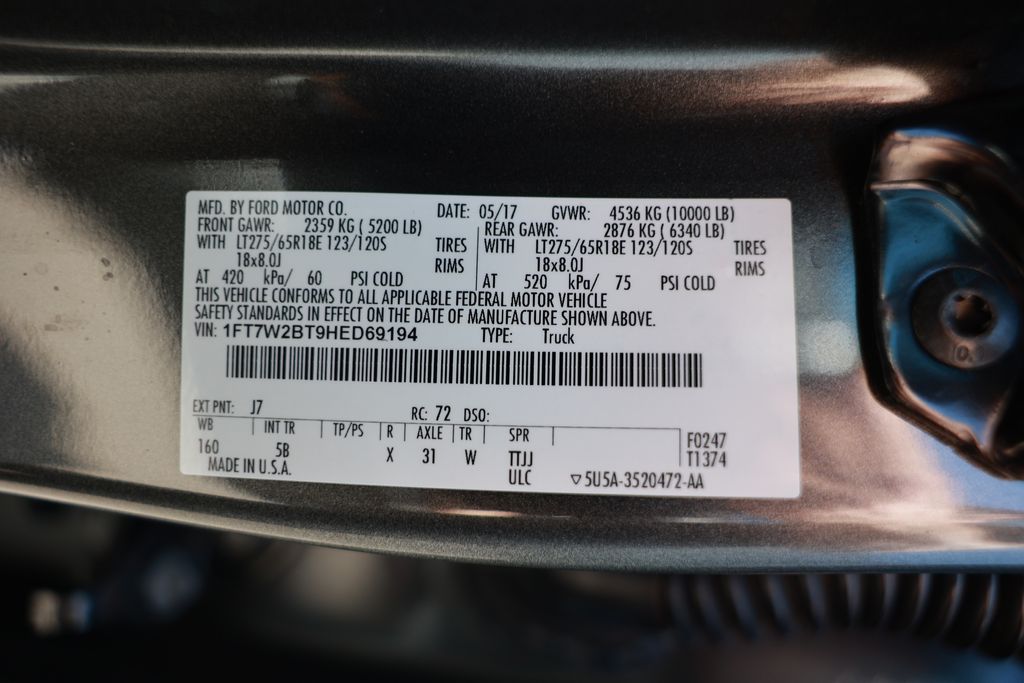 MFD. BY FORD MOTOR CO. DATE: 05/17 GVWR: 4536 KG (10000 LB)
FRONT GAWR: 2359 KG ( 5200 LB) REAR GAWR: 2876 KG ( 6340 LB)
WITH LT275/65R18E 123/120S TIRES WITH LT275/65R18E 123/120S TIRES
18x8.0J RIMS 18x8.0J RIMS
AT 420 kPa/ 60 PSI COLD AT 520 kPa/ 75 PSI COLD
THIS VEHICLE CONFORMS TO ALL APPLICABLE FEDERAL MOTOR VEHICLE
SAFETY STANDARDS IN EFFECT ON THE DATE OF MANUFACTURE SHOWN ABOVE.
VIN: 1FT7W2BT9HED69194 TYPE: Truck
EXT PNT: J7 RC: 72 DSO:
WB INT TR TP/PS R AXLE TR SPR F0247
160 5B X 31 W TTJJ T1374
MADE IN U.S.A. ULC ▽5U5A-3520472-AA